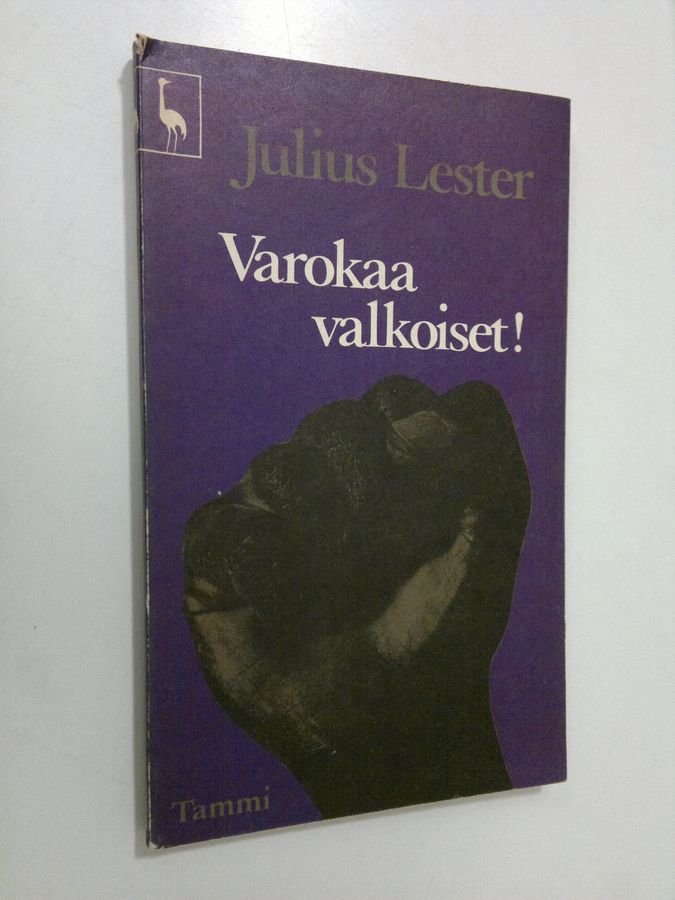 Julius Lester
Varokaa
valkoiset!
Tammi